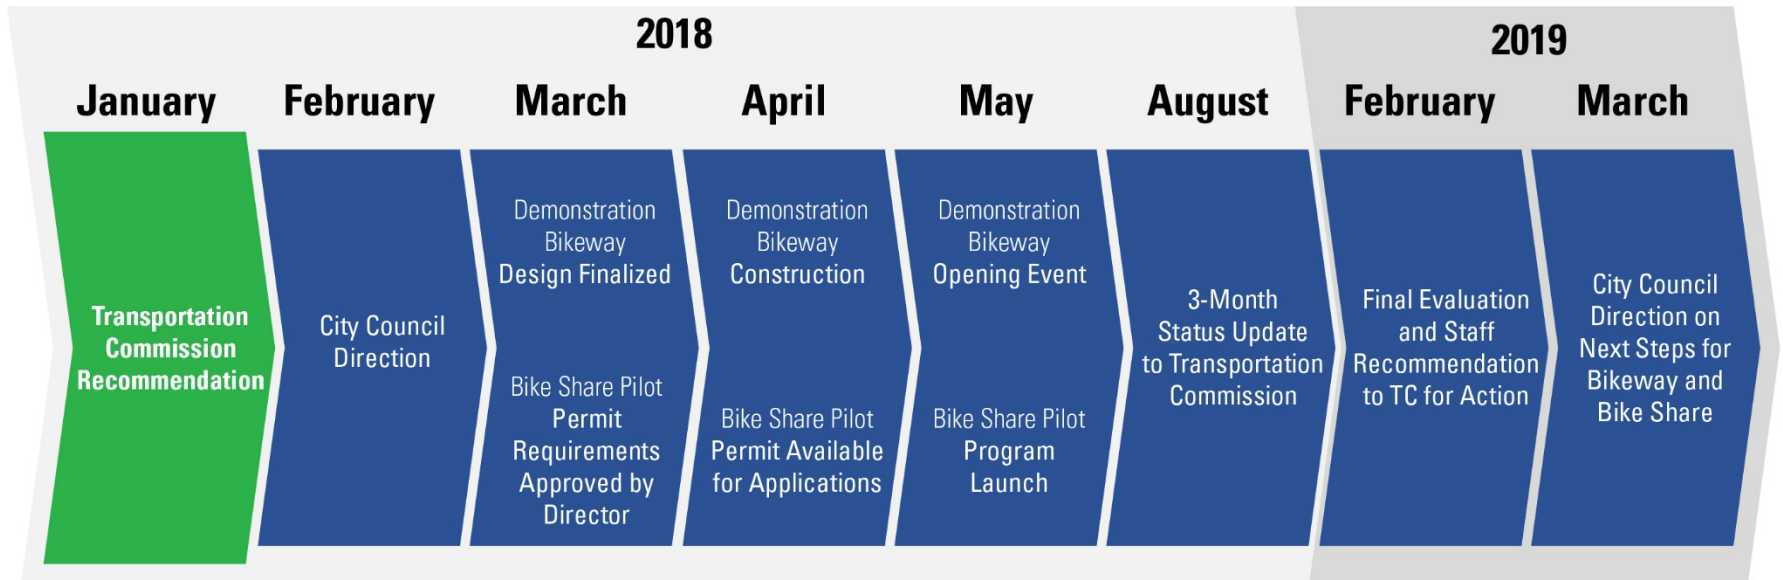 2018
2019
January
February
March
April
May
August
February
March
Transportation
Commission
Recommendation
City Council
Direction
Demonstration
Bikeway
Design Finalized
Bike Share Pilot
Permit
Requirements
Approved by
Director
Demonstration
Bikeway
Construction
Bike Share Pilot
Permit Available
for Applications
Demonstration
Bikeway
Opening Event
Bike Share Pilot
Program
Launch
3-Month
Status Update
to Transportation
Commission
Final Evaluation
and Staff
Recommendation
to TC for Action
City Council
Direction on
Next Steps for
Bikeway and
Bike Share